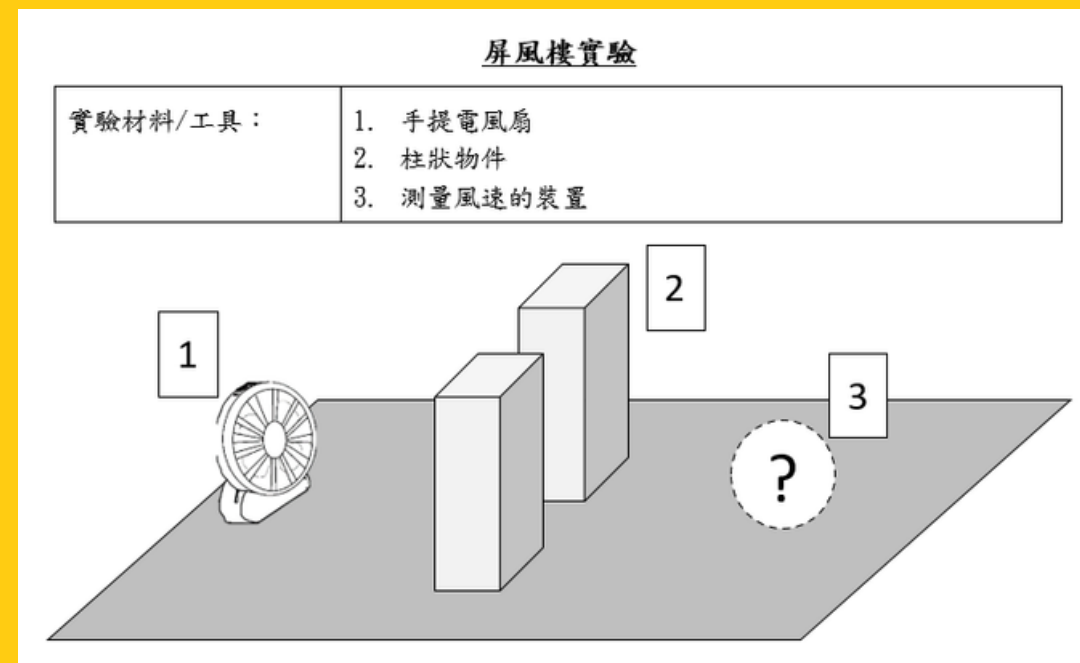 屏風樓實驗
實驗材料/工具：
1. 手提電風扇
2. 柱狀物件
3. 測量風速的裝置
2
1
3
?